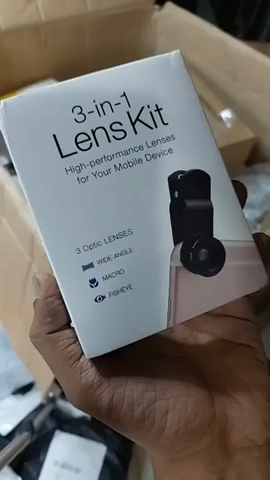 3-in-1
Lens Kit
High-performance Lenses
for Your Mobile Device
3 Optic LENSES
WIDE-ANGLE
MACRO
FISHEYE